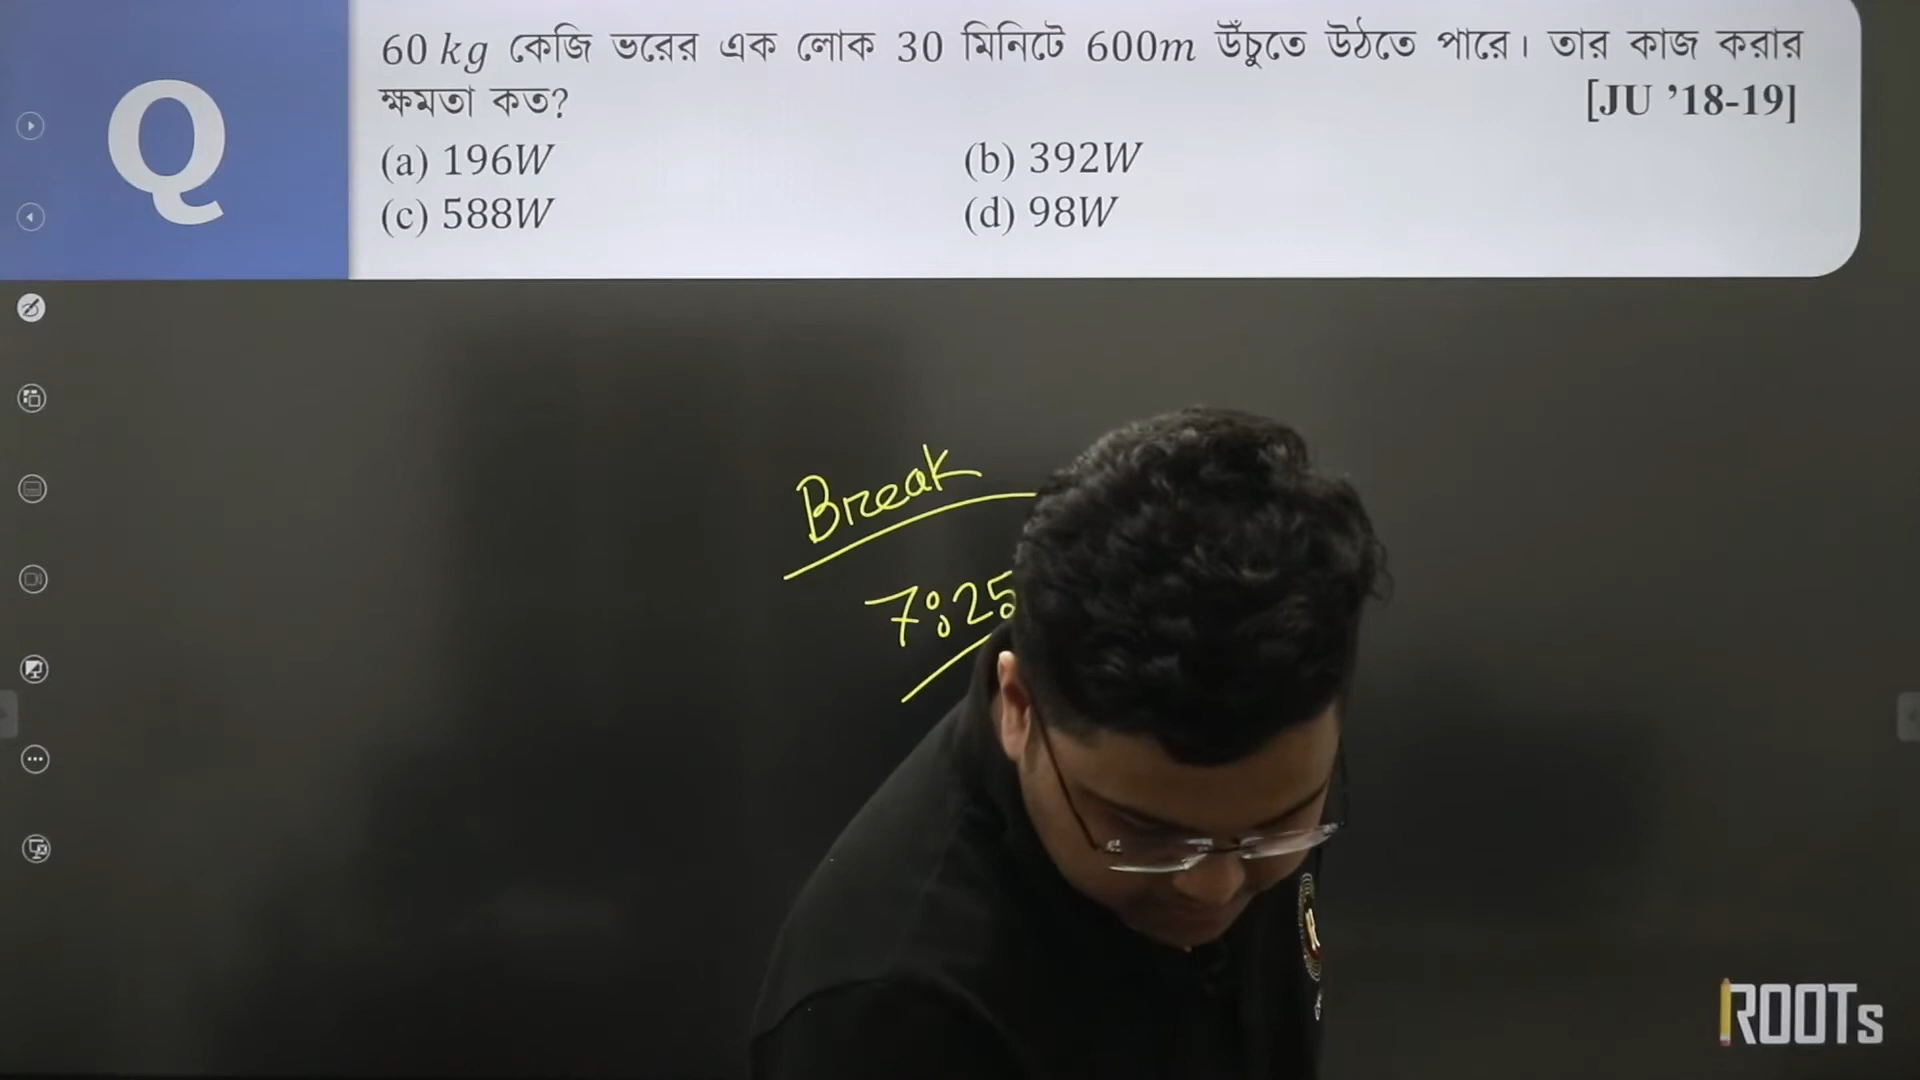 Q
60 kg কেজি ভরের এক লোক 30 মিনিটে 600m উঁচুতে উঠতে পারে। তার কাজ করার
ক্ষমতা কত? [JU ’18-19]
(a) 196W (b) 392W
(c) 588W (d) 98W
Break
7:25
ROOTs